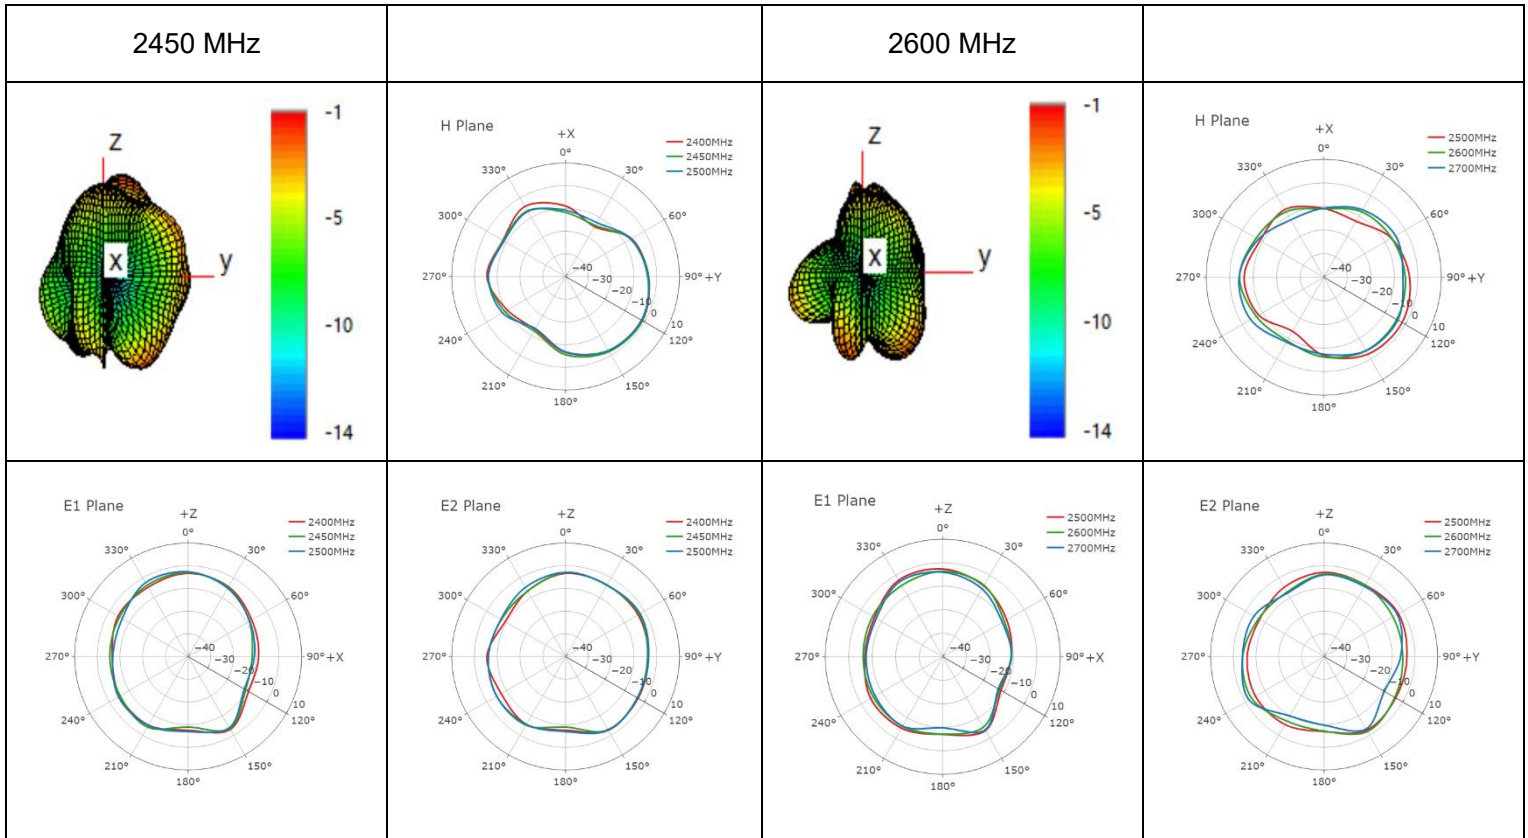 2450 MHz
2600 MHz
Z
X
y
-1
-5
-10
-14
H Plane
+X
0°
30°
60°
90° +Y
120°
150°
180°
210°
240°
270°
300°
330°
-40
-30
-20
-10
0
10
2400MHz
2450MHz
2500MHz
Z
X
y
-1
-5
-10
-14
H Plane
+X
0°
30°
60°
90° +Y
120°
150°
180°
210°
240°
270°
300°
330°
-40
-30
-20
-10
0
10
2500MHz
2600MHz
2700MHz
E1 Plane
+Z
0°
30°
60°
90° +X
120°
150°
180°
210°
240°
270°
300°
330°
-40
-30
-20
-10
0
10
2400MHz
2450MHz
2500MHz
E2 Plane
+Z
0°
30°
60°
90° +Y
120°
150°
180°
210°
240°
270°
300°
330°
-40
-30
-20
-10
0
10
2400MHz
2450MHz
2500MHz
E1 Plane
+Z
0°
30°
60°
90° +X
120°
150°
180°
210°
240°
270°
300°
330°
-40
-30
-20
-10
0
10
2500MHz
2600MHz
2700MHz
E2 Plane
+Z
0°
30°
60°
90° +Y
120°
150°
180°
210°
240°
270°
300°
330°
-40
-30
-20
-10
0
10
2500MHz
2600MHz
2700MHz